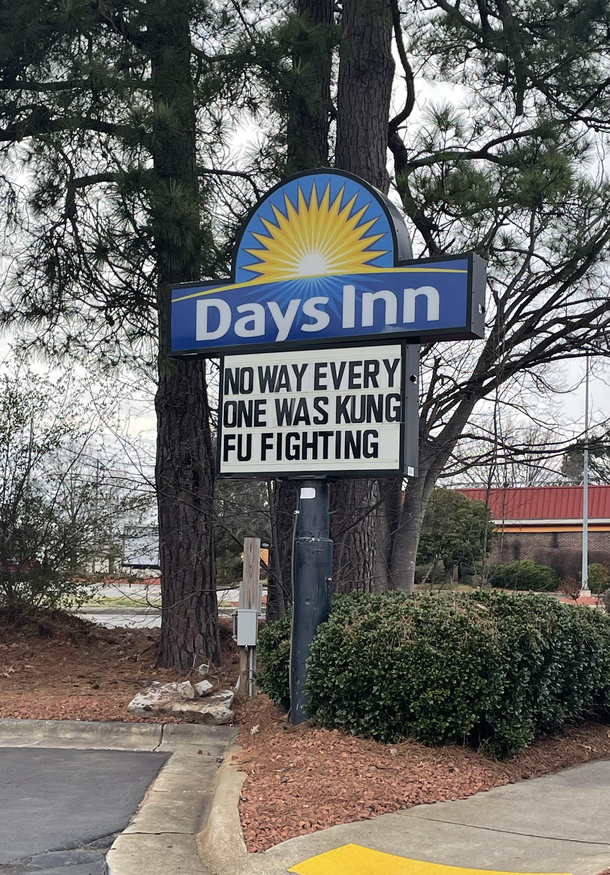 Days Inn
NO WAY EVERY
ONE WAS KUNG
FU FIGHTING